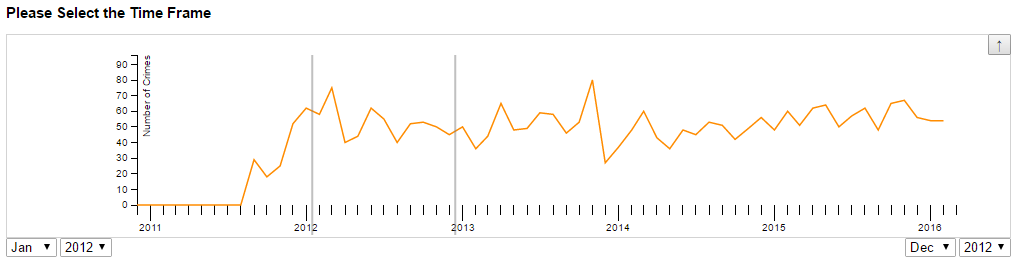 Please Select the Time Frame
↑
Number of Crimes
90
80
70
60
50
40
30
20
10
0
2011 2012 2013 2014 2015 2016
Jan ▼ 2012 ▼ Dec ▼ 2012 ▼